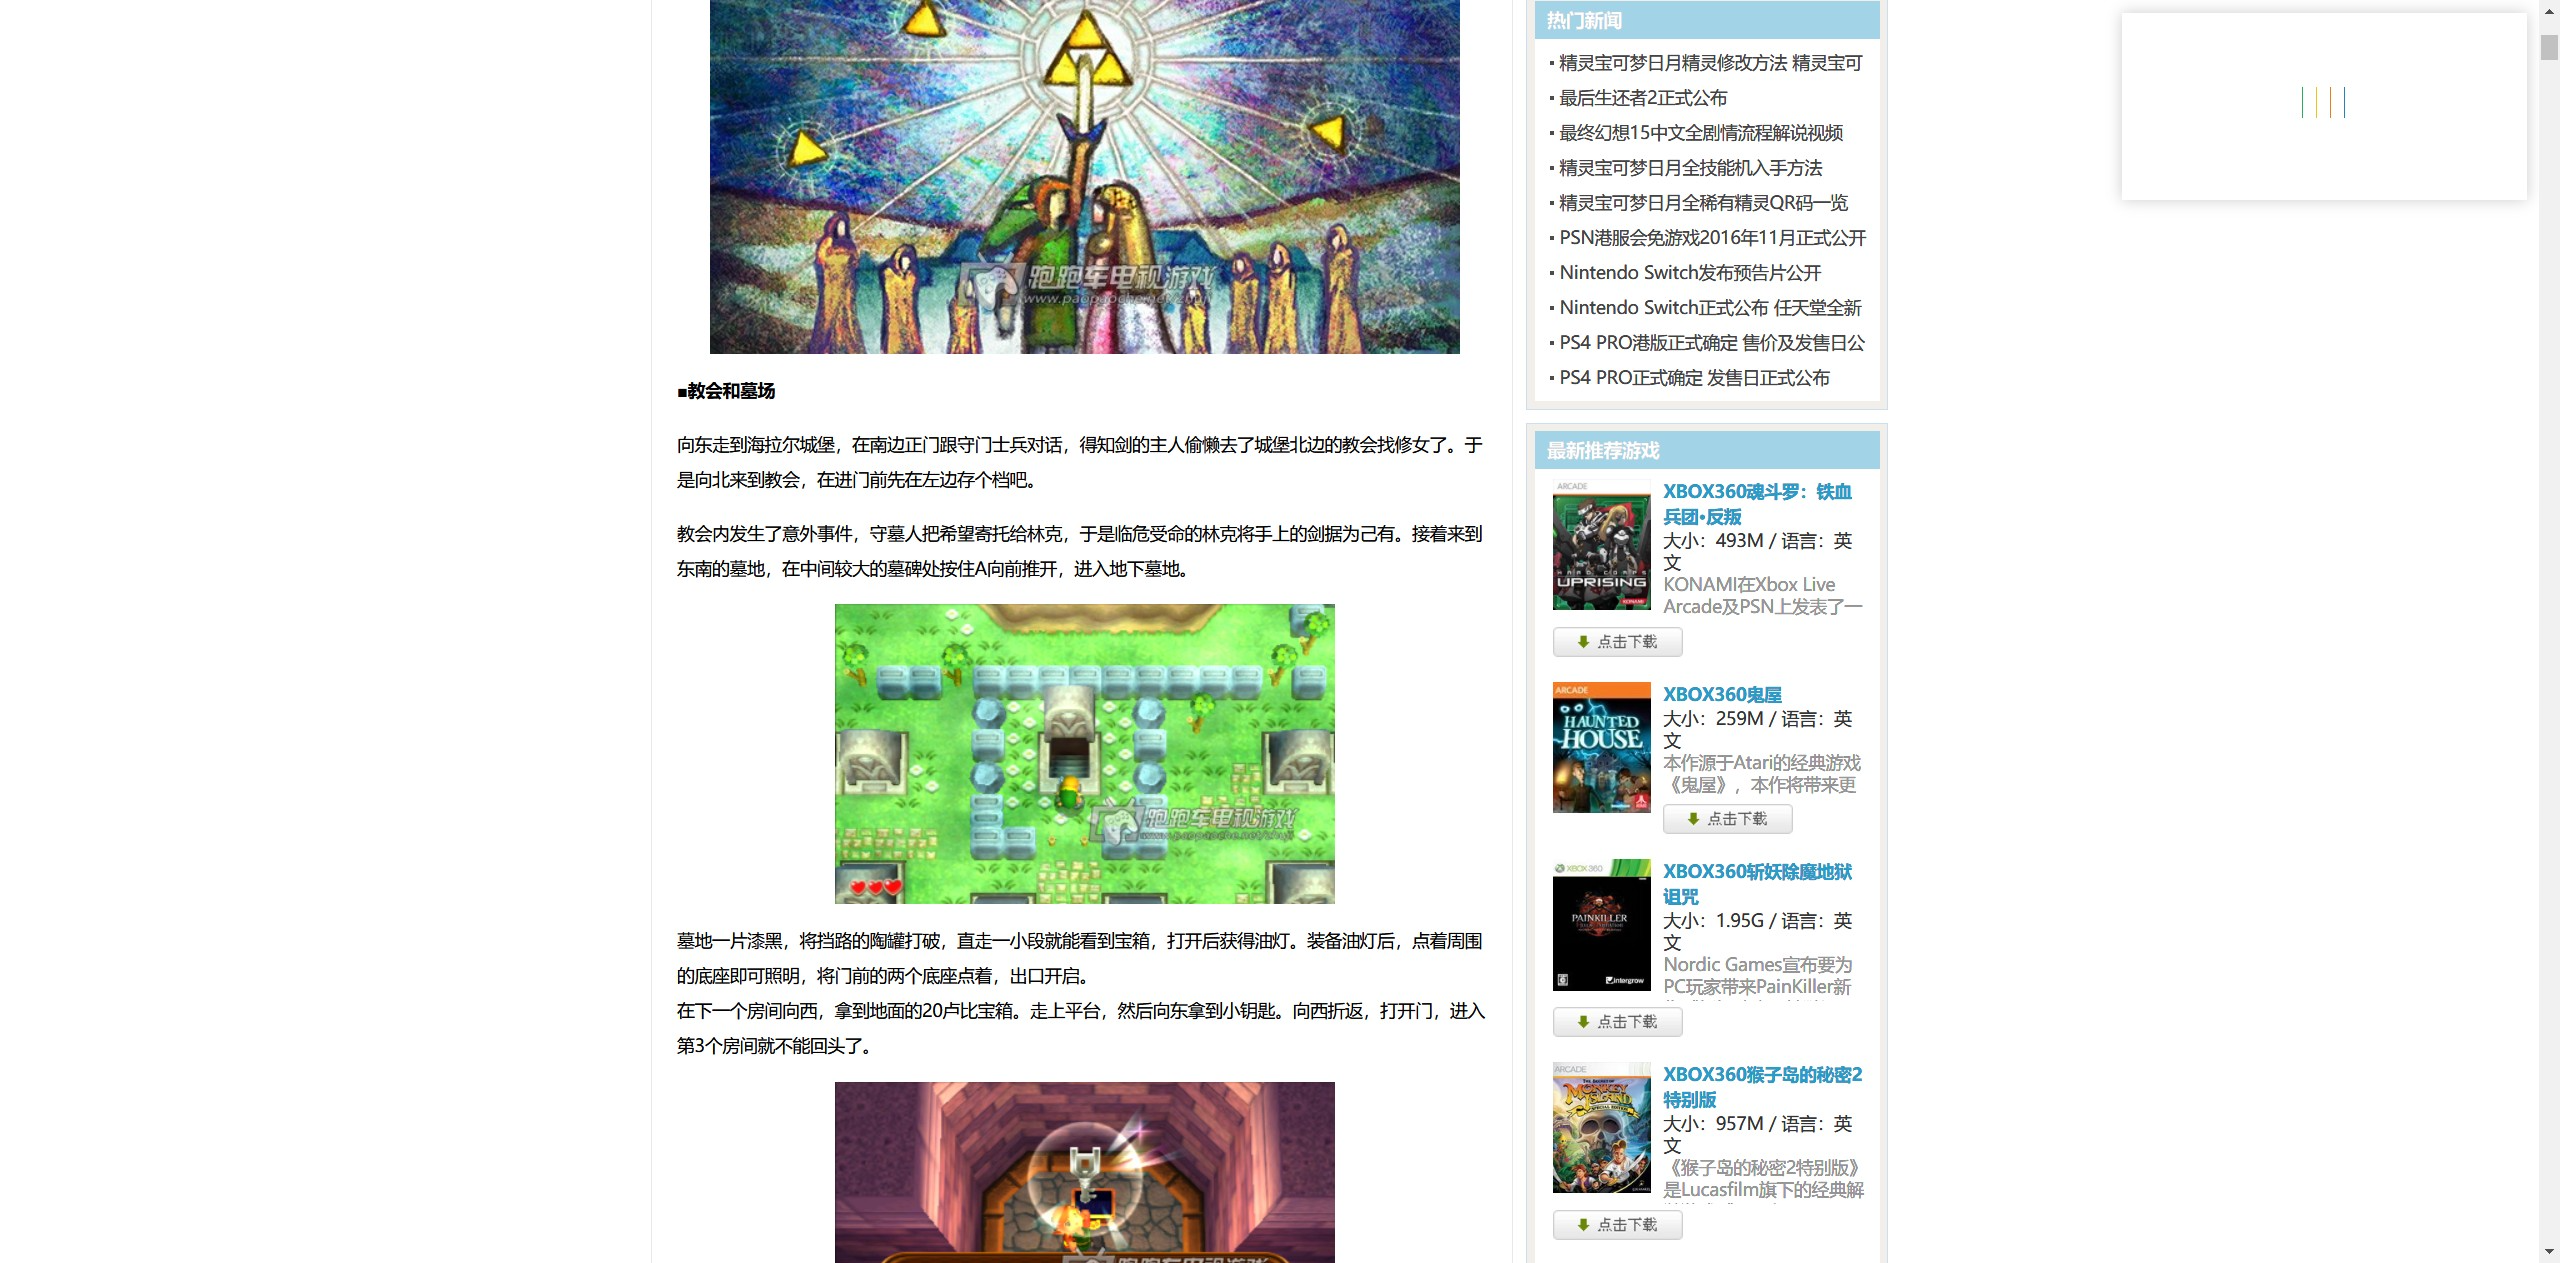 跑跑车电视游戏
www.paopaoche.net/zhuji
■教会和墓场
向东走到海拉尔城堡，在南边正门跟守门士兵对话，得知剑的主人偷懒去了城堡北边的教会找修女了。于
是向北来到教会，在进门前先在左边存个档吧。
教会内发生了意外事件，守墓人把希望寄托给林克，于是临危受命的林克将手上的剑据为己有。接着来到
东南的墓地，在中间较大的墓碑处按住A向前推开，进入地下墓地。
跑跑车电视游戏
www.paopaoche.net/zhuji
墓地一片漆黑，将挡路的陶罐打破，直走一小段就能看到宝箱，打开后获得油灯。装备油灯后，点着周围
的底座即可照明，将门前的两个底座点着，出口开启。
在下一个房间向西，拿到地面的20卢比宝箱。走上平台，然后向东拿到小钥匙。向西折返，打开门，进入
第3个房间就不能回头了。
热门新闻
精灵宝可梦日月精灵修改方法 精灵宝可
最后生还者2正式公布
最终幻想15中文全剧情流程解说视频
精灵宝可梦日月全技能机入手方法
精灵宝可梦日月全稀有精灵QR码一览
PSN港服会免游戏2016年11月正式公开
Nintendo Switch发布预告片公开
Nintendo Switch正式公布 任天堂全新
PS4 PRO港版正式确定 售价及发售日公
PS4 PRO正式确定 发售日正式公布
最新推荐游戏
ARCADE
HARD CORPS
UPRISING
KONAMI
XBOX360魂斗罗：铁血
兵团·反叛
大小：493M / 语言：英
文
KONAMI在Xbox Live
Arcade及PSN上发表了一
点击下载
ARCADE
HAUNTED
HOUSE
XBOX360鬼屋
大小：259M / 语言：英
文
本作源于Atari的经典游戏
《鬼屋》，本作将带来更
点击下载
XBOX 360
PAINKILLER
intergrow
XBOX360斩妖除魔地狱
诅咒
大小：1.95G / 语言：英
文
Nordic Games宣布要为
PC玩家带来PainKiller新
点击下载
ARCADE
MONKEY
ISLAND
SPECIAL EDITION
XBOX360猴子岛的秘密2
特别版
大小：957M / 语言：英
文
《猴子岛的秘密2特别版》
是Lucasfilm旗下的经典解
点击下载